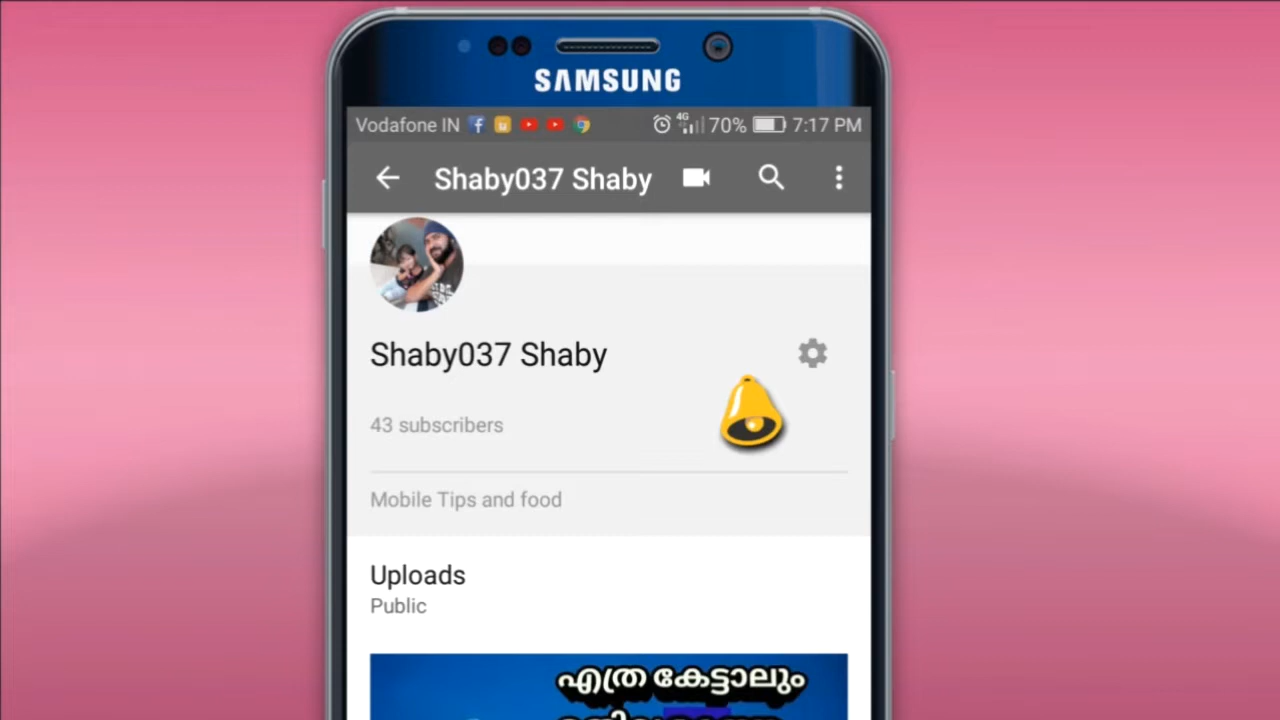 SAMSUNG
Vodafone IN 4G 70% 7:17 PM
Shaby037 Shaby
Shaby037 Shaby
43 subscribers
Mobile Tips and food
Uploads
Public
എത്ര കേട്ടാലും